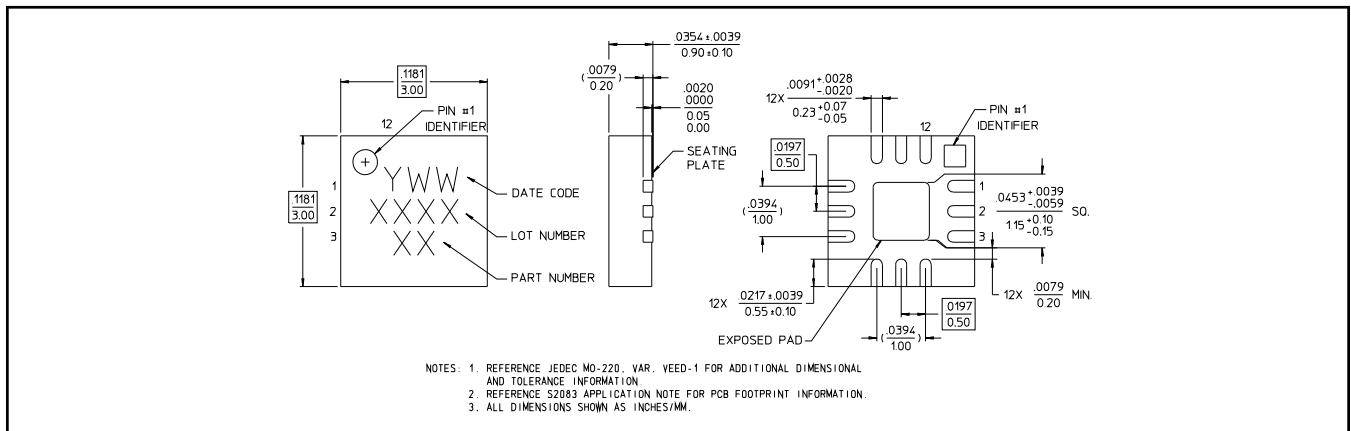 .1181
3.00
.1181
3.00
12
PIN #1
IDENTIFIER
1
2
3
YWW
XXXX
XX
DATE CODE
LOT NUMBER
PART NUMBER
.0354±.0039
0.90±0.10
(.0079
0.20)
.0020
.0000
0.05
0.00
SEATING
PLATE
12X .0091 +.0028 -.0020
0.23 +0.07 -0.05
12
PIN #1
IDENTIFIER
.0197
0.50
(.0394
1.00)
1
2
3
.0453 +.0039 -.0059 SQ.
1.15 +0.10 -0.15
12X .0217±.0039
0.55±0.10
12X .0079 MIN.
0.20
.0197
0.50
(.0394
1.00)
EXPOSED PAD
NOTES: 1. REFERENCE JEDEC MO-220, VAR. VEED-1 FOR ADDITIONAL DIMENSIONAL
AND TOLERANCE INFORMATION.
2. REFERENCE S2083 APPLICATION NOTE FOR PCB FOOTPRINT INFORMATION.
3. ALL DIMENSIONS SHOWN AS INCHES/MM.